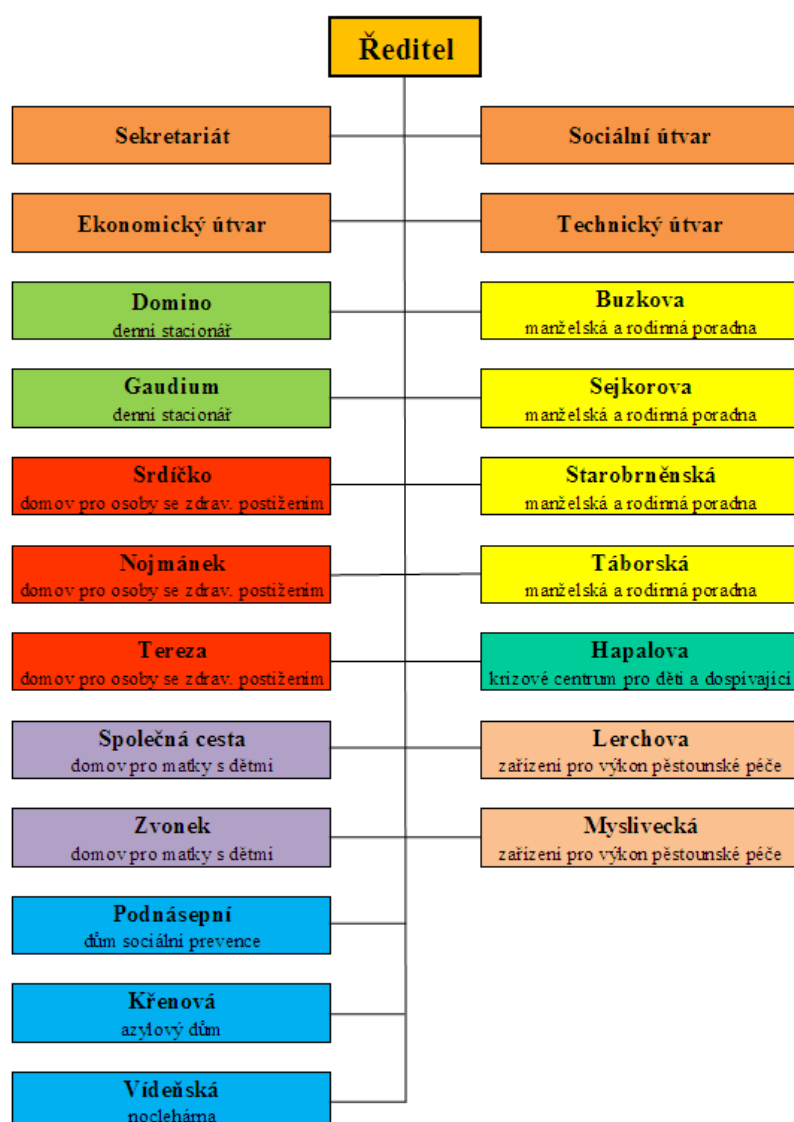 Ředitel
Sekretariát
Sociální útvar
Ekonomický útvar
Technický útvar
Domino
denní stacionář
Buzkova
manželská a rodinná poradna
Gaudium
denní stacionář
Sejkorova
manželská a rodinná poradna
Srdíčko
domov pro osoby se zdrav. postižením
Starobrněnská
manželská a rodinná poradna
Nojmánek
domov pro osoby se zdrav. postižením
Táborská
manželská a rodinná poradna
Tereza
domov pro osoby se zdrav. postižením
Hapalova
krizové centrum pro děti a dospívající
Společná cesta
domov pro matky s dětmi
Lerchova
zařízení pro výkon pěstounské péče
Zvonek
domov pro matky s dětmi
Myslivecká
zařízení pro výkon pěstounské péče
Podnásepní
dům sociální prevence
Křenová
azylový dům
Vídeňská
noclehárna